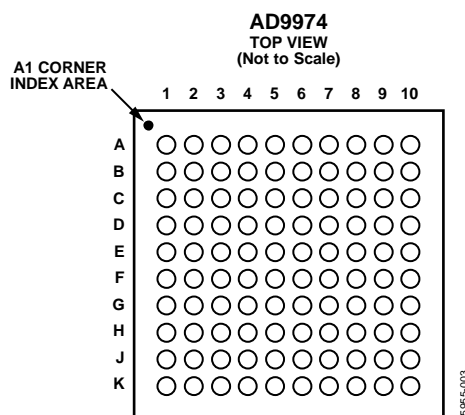 AD9974
TOP VIEW
(Not to Scale)
A1 CORNER
INDEX AREA
1 2 3 4 5 6 7 8 9 10
A
B
C
D
E
F
G
H
J
K